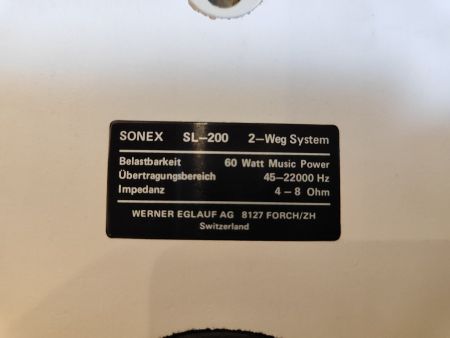 SONEX SL-200 2-Weg System
Belastbarkeit 60 Watt Music Power
Übertragungsbereich 45-22000 Hz
Impedanz 4-8 Ohm
WERNER EGLAUF AG 8127 FORCH/ZH
Switzerland